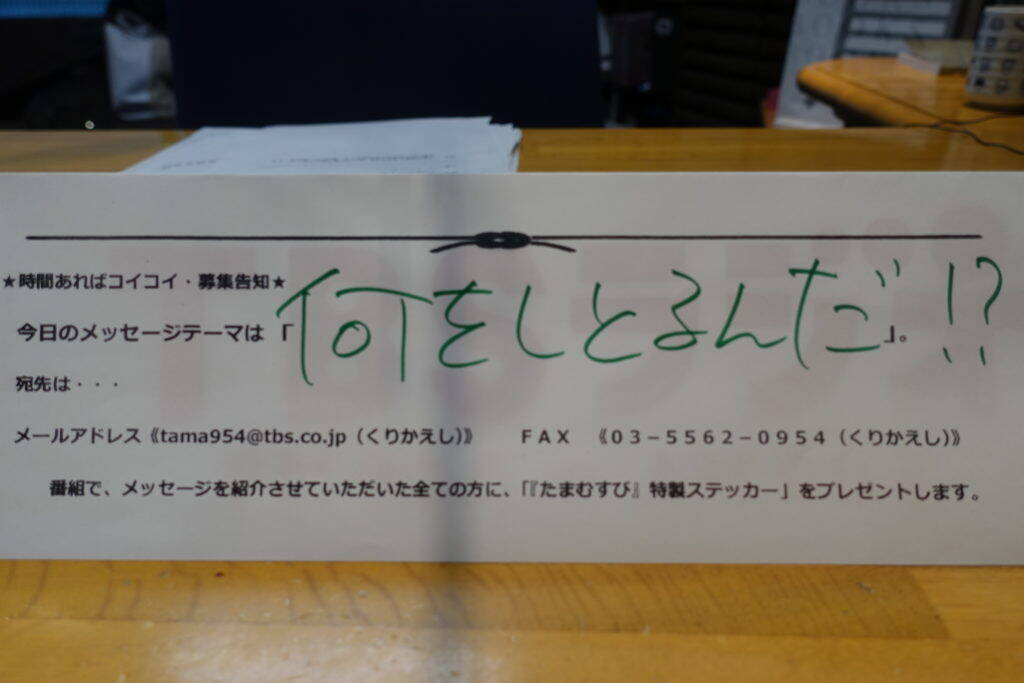 ★時間あればコイコイ・募集告知★
今日のメッセージテーマは「何をしとるんだ」。!?
宛先は・・・
メールアドレス《tama954@tbs.co.jp（くりかえし）》　ＦＡＸ　《０３－５５６２－０９５４（くりかえし）》
番組で、メッセージを紹介させていただいた全ての方に、「『たまむすび』特製ステッカー」をプレゼントします。